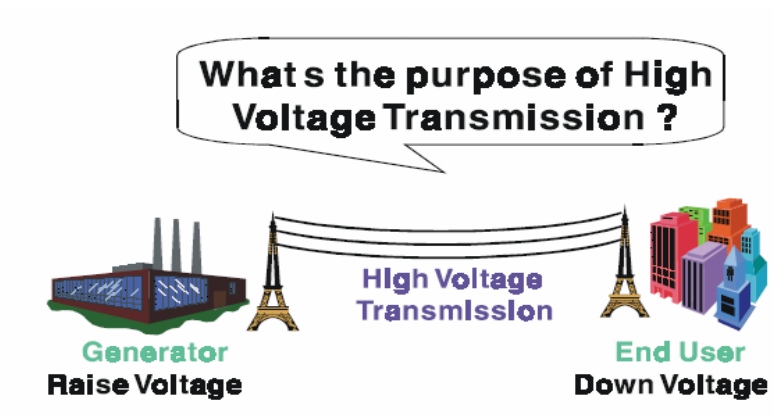 What s the purpose of High
Voltage Transmission ?
High Voltage
Transmission
Generator
Raise Voltage
End User
Down Voltage